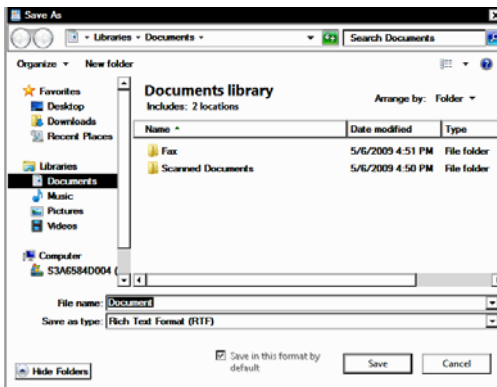 Save As
Libraries Documents
Search Documents
Organize New folder
Favorites
Desktop
Downloads
Recent Places
Libraries
Documents
Music
Pictures
Videos
Computer
S3A6584D004 (
Documents library
Includes: 2 locations
Arrange by: Folder
Name Date modified Type
Fax 5/6/2009 4:51 PM File folder
Scanned Documents 5/6/2009 4:50 PM File folder
File name: Document
Save as type: Rich Text Format (RTF)
Hide Folders
Save in this format by
default
Save
Cancel